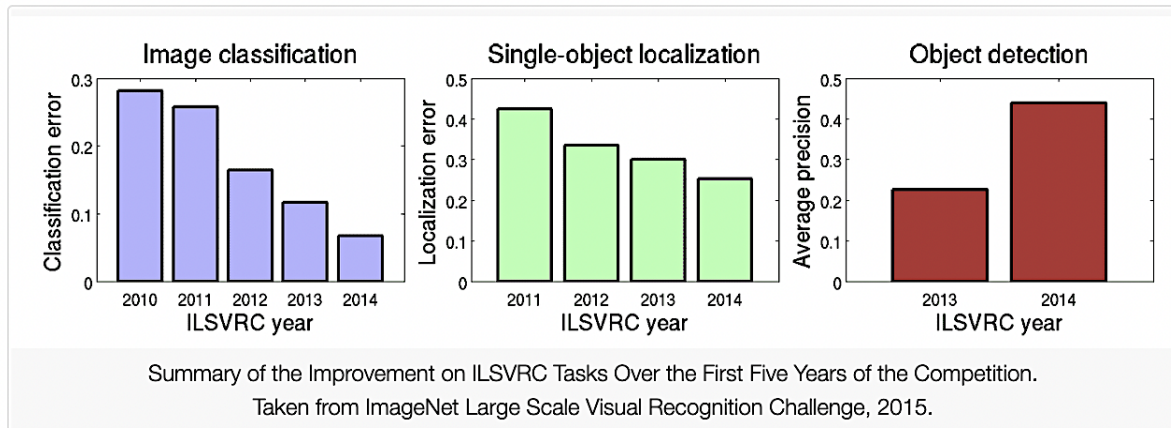 Image classification
Classification error
0.3
0.2
0.1
0
2010 2011 2012 2013 2014
ILSVRC year
Single-object localization
Localization error
0.5
0.4
0.3
0.2
0.1
0
2011 2012 2013 2014
ILSVRC year
Object detection
Average precision
0.5
0.4
0.3
0.2
0.1
0
2013 2014
ILSVRC year
Summary of the Improvement on ILSVRC Tasks Over the First Five Years of the Competition.
Taken from ImageNet Large Scale Visual Recognition Challenge, 2015.